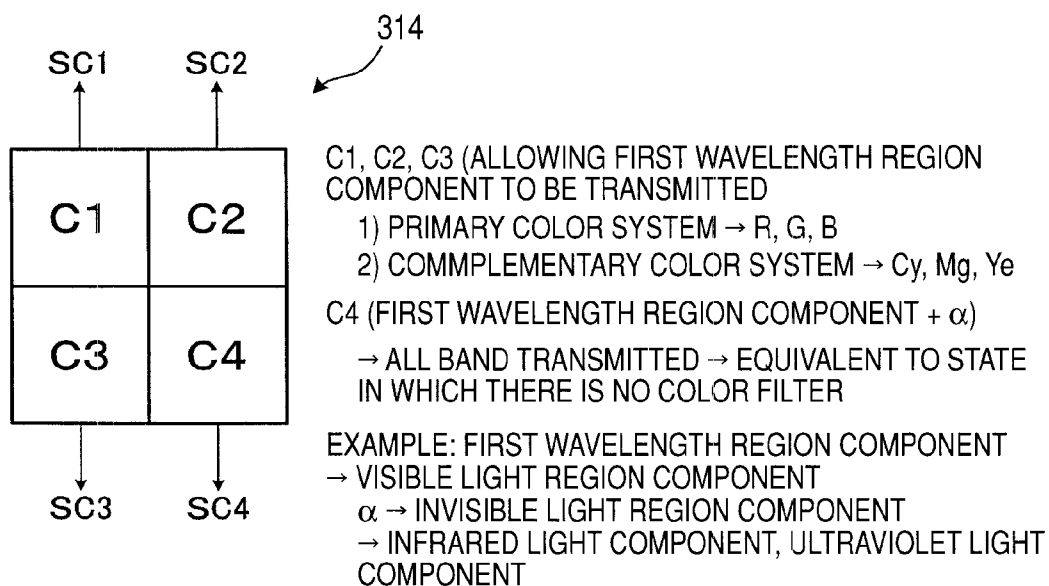 314
SC1 SC2
C1 C2
C3 C4
SC3 SC4
C1, C2, C3 (ALLOWING FIRST WAVELENGTH REGION
COMPONENT TO BE TRANSMITTED
1) PRIMARY COLOR SYSTEM → R, G, B
2) COMMPLEMENTARY COLOR SYSTEM → Cy, Mg, Ye
C4 (FIRST WAVELENGTH REGION COMPONENT + α)
→ ALL BAND TRANSMITTED → EQUIVALENT TO STATE
IN WHICH THERE IS NO COLOR FILTER
EXAMPLE: FIRST WAVELENGTH REGION COMPONENT
→ VISIBLE LIGHT REGION COMPONENT
α → INVISIBLE LIGHT REGION COMPONENT
→ INFRARED LIGHT COMPONENT, ULTRAVIOLET LIGHT
COMPONENT